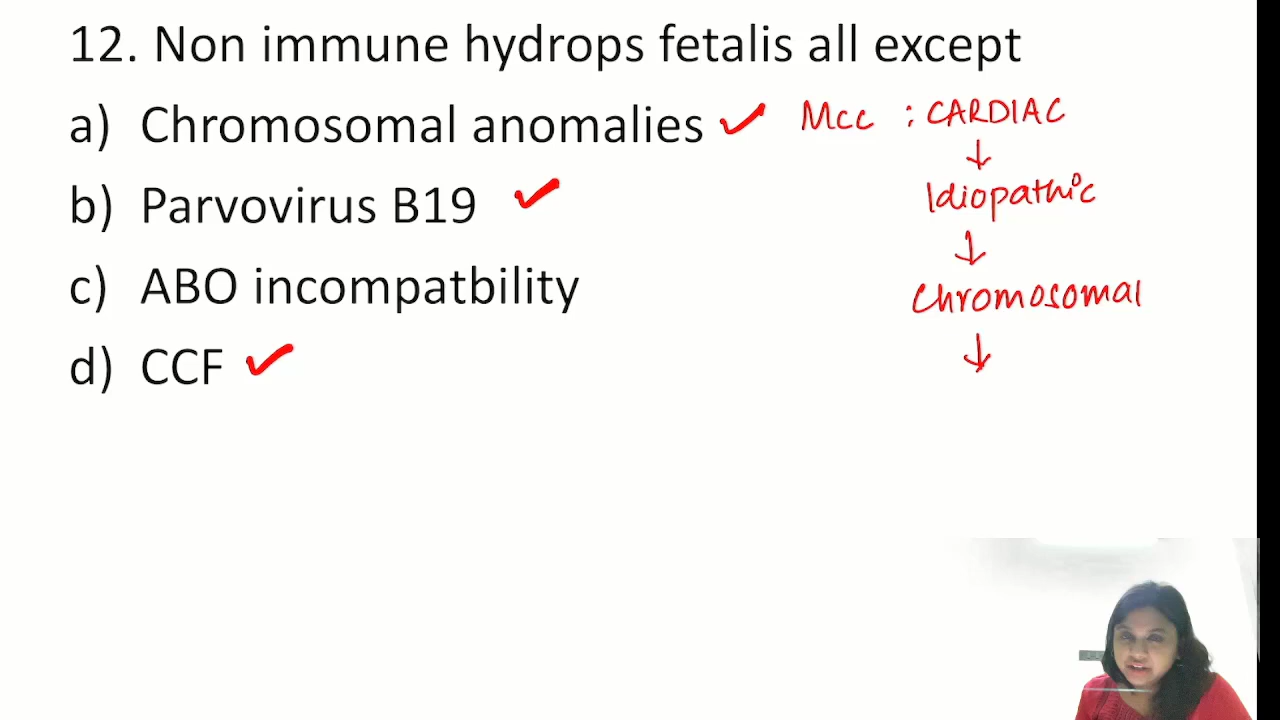 12. Non immune hydrops fetalis all except
a) Chromosomal anomalies ✓
b) Parvovirus B19 ✓
c) ABO incompatbility
d) CCF ✓
Mcc : CARDIAC
↓
Idiopathic
↓
Chromosomal
↓